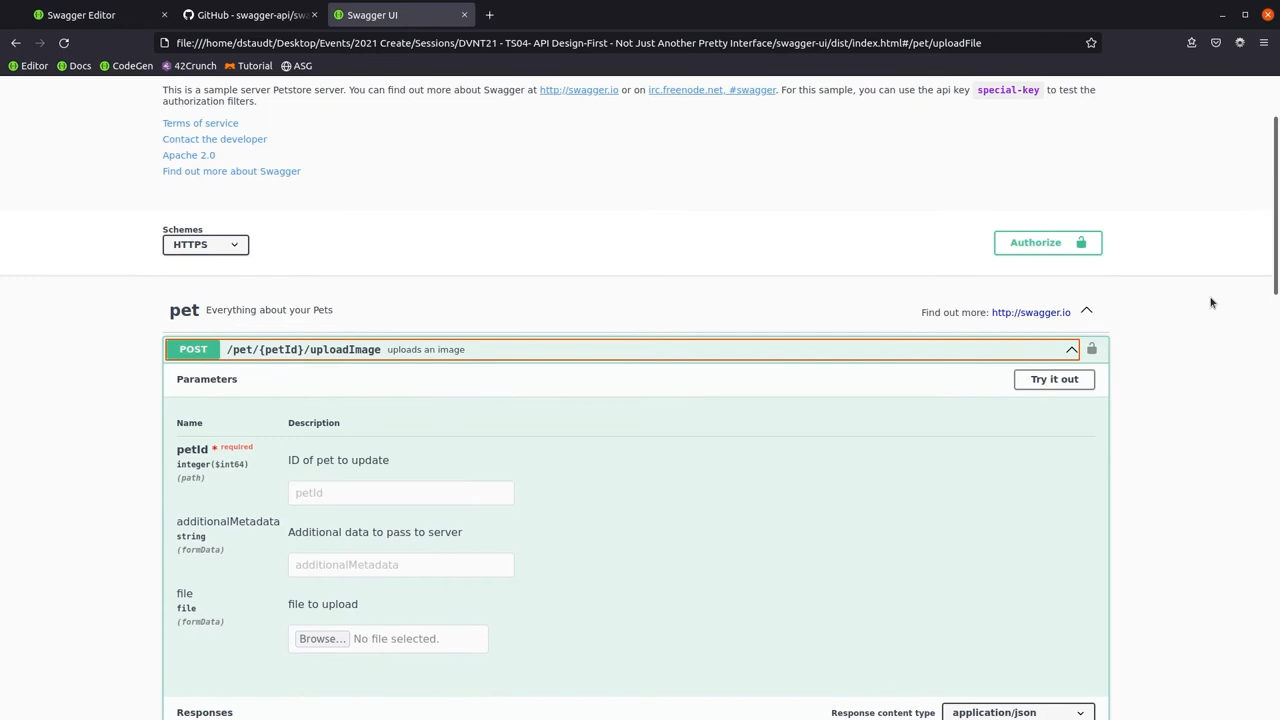 Swagger Editor
GitHub - swagger-api/swa
Swagger UI
file:///home/dstaudt/Desktop/Events/2021 Create/Sessions/DVNT21 - TS04- API Design-First - Not Just Another Pretty Interface/swagger-ui/dist/index.html#/pet/uploadFile
Editor Docs CodeGen 42Crunch Tutorial ASG
This is a sample server Petstore server. You can find out more about Swagger at http://swagger.io or on irc.freenode.net, #swagger. For this sample, you can use the api key special-key to test the
authorization filters.
Terms of service
Contact the developer
Apache 2.0
Find out more about Swagger
Schemes
HTTPS
Authorize
pet Everything about your Pets
Find out more: http://swagger.io
POST /pet/{petId}/uploadImage uploads an image
Parameters
Try it out
Name Description
petId * required
integer($int64)
(path)
ID of pet to update
petId
additionalMetadata
string
(formData)
Additional data to pass to server
additionalMetadata
file
file
(formData)
file to upload
Browse... No file selected.
Responses
Response content type application/json